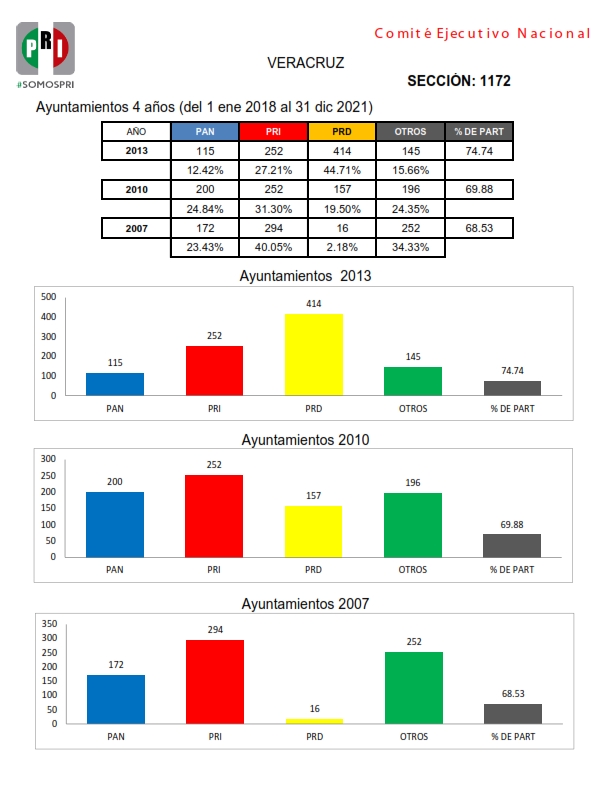 Comité Ejecutivo Nacional
PRI
#SOMOSPRI
VERACRUZ
SECCIÓN: 1172
Ayuntamientos 4 años (del 1 ene 2018 al 31 dic 2021)
AÑO PAN PRI PRD OTROS % DE PART
2013 115 252 414 145 74.74
12.42% 27.21% 44.71% 15.66%
2010 200 252 157 196 69.88
24.84% 31.30% 19.50% 24.35%
2007 172 294 16 252 68.53
23.43% 40.05% 2.18% 34.33%
Ayuntamientos 2013
500
400
300
200
100
0
115 252 414 145 74.74
PAN PRI PRD OTROS % DE PART
Ayuntamientos 2010
300
250
200
150
100
50
0
200 252 157 196 69.88
PAN PRI PRD OTROS % DE PART
Ayuntamientos 2007
350
300
250
200
150
100
50
0
172 294 16 252 68.53
PAN PRI PRD OTROS % DE PART